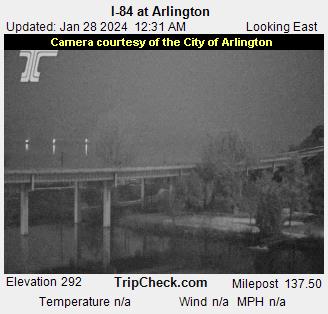 I-84 at Arlington
Updated: Jan 28 2024 12:31 AM Looking East
Camera courtesy of the City of Arlington
Elevation 292 TripCheck.com Milepost 137.50
Temperature n/a Wind n/a MPH n/a